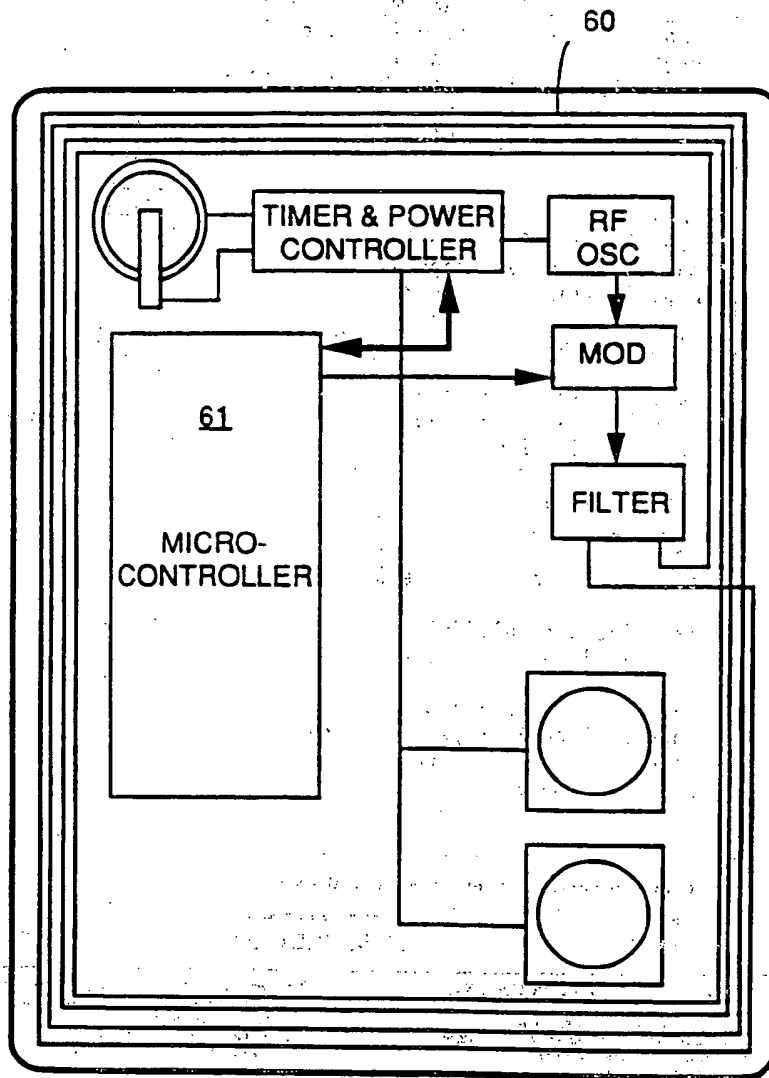 60
TIMER & POWER
CONTROLLER
RF
OSC
MOD
61
FILTER
MICRO-
CONTROLLER